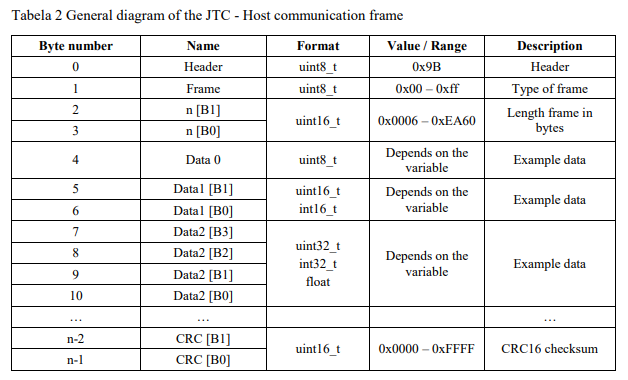 Tabela 2 General diagram of the JTC - Host communication frame
Byte number Name Format Value / Range Description
0 Header uint8_t 0x9B Header
1 Frame uint8_t 0x00 – 0xff Type of frame
2 n [B1] uint16_t 0x0006 – 0xEA60 Length frame in
3 n [B0] bytes
4 Data 0 uint8_t Depends on the
variable Example data
5 Data1 [B1] uint16_t Depends on the
6 Data1 [B0] int16_t variable Example data
7 Data2 [B3]
8 Data2 [B2] uint32_t
9 Data2 [B1] int32_t Depends on the
10 Data2 [B0] float variable Example data
… … …
n-2 CRC [B1] uint16_t 0x0000 – 0xFFFF CRC16 checksum
n-1 CRC [B0]